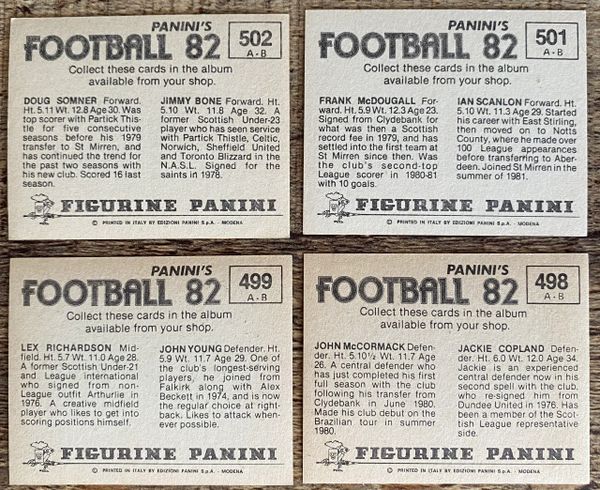 PANINI'S
FOOTBALL 82
502
A - B
Collect these cards in the album
available from your shop.
DOUG SOMNER Forward.
Ht. 5.11 Wt. 12.8 Age 30. Was
top scorer with Partick This-
tle for five consecutive
seasons before his 1979
transfer to St Mirren, and
has continued the trend for
the past two seasons with
his new club. Scored 16 last
season.
JIMMY BONE Forward. Ht.
5.10 Wt. 11.8 Age 32. A
former Scottish Under-23
player who has seen service
with Partick Thistle, Celtic,
Norwich, Sheffield United
and Toronto Blizzard in the
N.A.S.L. Signed for the
saints in 1978.
FIGURINE PANINI
© PRINTED IN ITALY BY EDIZIONI PANINI S.p.A. - MODENA
PANINI'S
FOOTBALL 82
501
A - B
Collect these cards in the album
available from your shop.
FRANK McDOUGALL Forward.
Ht. 5.9 Wt. 12.3 Age 23.
Signed from Clydebank for
what was then a Scottish
record fee in 1979, and has
settled into the first team at
St Mirren since then. Was
the club's second-top
League scorer in 1980-81
with 10 goals.
IAN SCANLON Forward. Ht.
5.10 Wt. 11.3 Age 29. Started
his career with East Stirling,
then moved on to Notts
County, where he made over
100 League appearances
before transferring to Aber-
deen. Joined St Mirren in the
summer of 1981.
FIGURINE PANINI
© PRINTED IN ITALY BY EDIZIONI PANINI S.p.A. - MODENA
PANINI'S
FOOTBALL 82
499
A - B
Collect these cards in the album
available from your shop.
LEX RICHARDSON Mid-
field. Ht. 5.7 Wt. 11.0 Age 28.
A former Scottish Under-21
and League international
who signed from non-
League outfit Arthurlie in
1976. A creative midfield
player who likes to get into
scoring positions himself.
JOHN YOUNG Defender. Ht.
5.9 Wt. 11.7 Age 29. One of
the club's longest-serving
players, he joined from
Falkirk along with Alex
Beckett in 1974, and is now
the regular choice at right-
back. Likes to attack when-
ever possible.
FIGURINE PANINI
© PRINTED IN ITALY BY EDIZIONI PANINI S.p.A. - MODENA
PANINI'S
FOOTBALL 82
498
A - B
Collect these cards in the album
available from your shop.
JOHN McCORMACK Defe-
nder. Ht. 5.10½ Wt. 11.7 Age
26. A central defender who
has just completed his first
full season with the club
following his transfer from
Clydebank in June 1980.
Made his club debut on the
Brazilian tour in summer
1980.
JACKIE COPLAND Defen-
der. Ht. 6.0 Wt. 12.0 Age 34.
Jackie is an experienced
central defender now in his
second spell with the club,
who re-signed him from
Dundee United in 1976. Has
been a member of the Scot-
tish League representative
side.
FIGURINE PANINI
© PRINTED IN ITALY BY EDIZIONI PANINI S.p.A. - MODENA